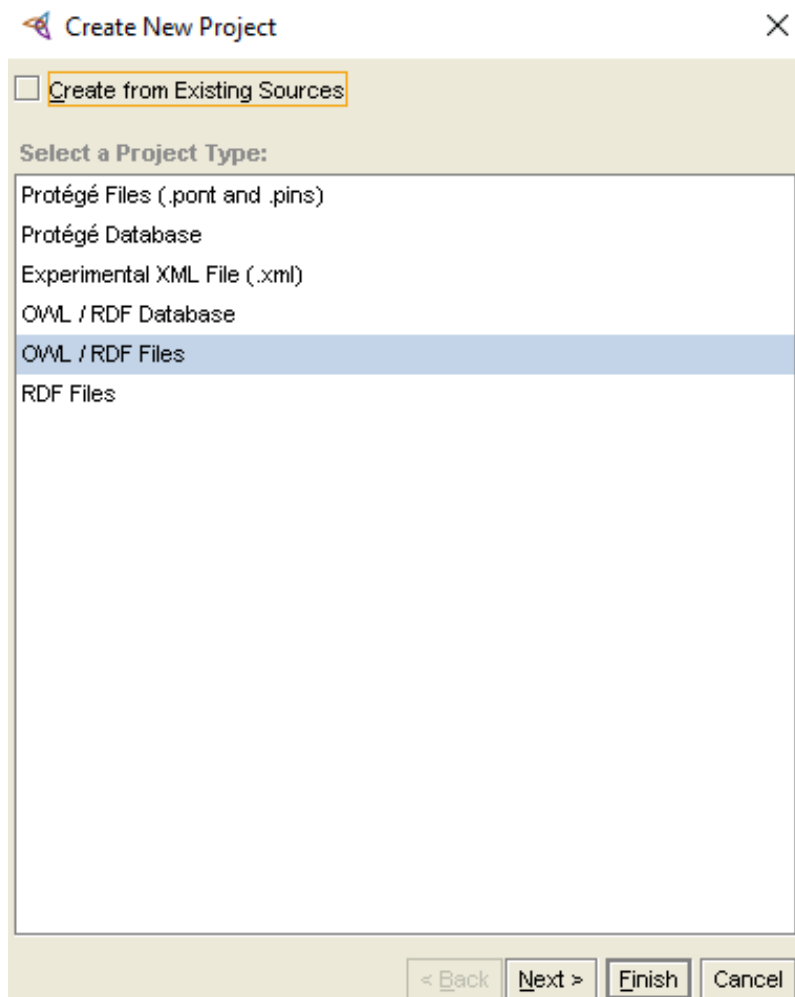 Create New Project
Create from Existing Sources
Select a Project Type:
Protégé Files (.pont and .pins)
Protégé Database
Experimental XML File (.xml)
OWL / RDF Database
OWL / RDF Files
RDF Files
< Back Next > Finish Cancel